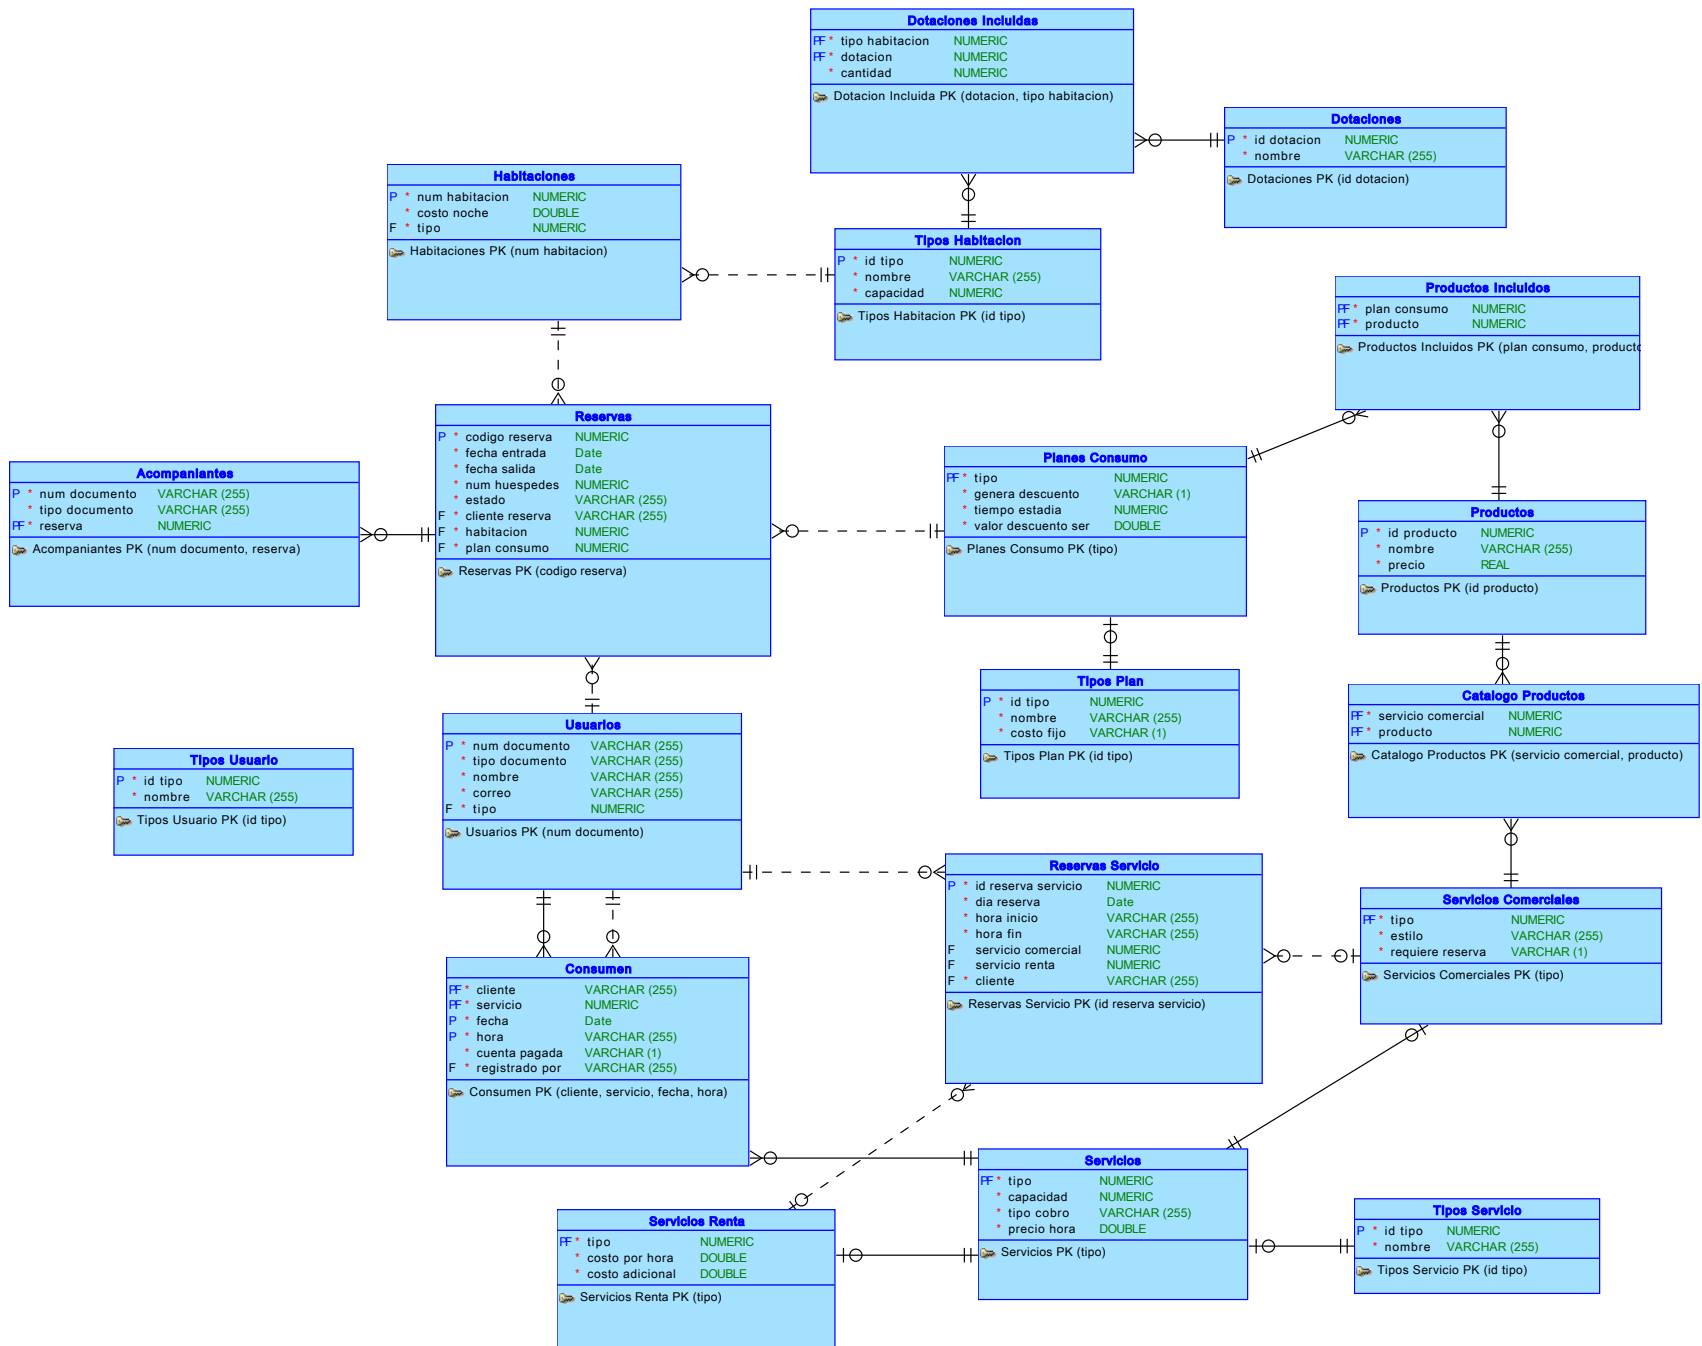 Dotaciones Incluidas
PF * tipo habitacion NUMERIC
PF * dotacion NUMERIC
* cantidad NUMERIC
Dotacion Incluida PK (dotacion, tipo habitacion)
Dotaciones
P * id dotacion NUMERIC
* nombre VARCHAR (255)
Dotaciones PK (id dotacion)
Habitaciones
P * num habitacion NUMERIC
* costo noche DOUBLE
F * tipo NUMERIC
Habitaciones PK (num habitacion)
Tipos Habitacion
P * id tipo NUMERIC
* nombre VARCHAR (255)
* capacidad NUMERIC
Tipos Habitacion PK (id tipo)
Productos Incluidos
PF * plan consumo NUMERIC
PF * producto NUMERIC
Productos Incluidos PK (plan consumo, producto
Reservas
P * codigo reserva NUMERIC
* fecha entrada Date
* fecha salida Date
* num huespedes NUMERIC
* estado VARCHAR (255)
F * cliente reserva VARCHAR (255)
F * habitacion NUMERIC
F * plan consumo NUMERIC
Reservas PK (codigo reserva)
Acompaniantes
P * num documento VARCHAR (255)
* tipo documento VARCHAR (255)
PF * reserva NUMERIC
Acompaniantes PK (num documento, reserva)
Planes Consumo
PF * tipo NUMERIC
* genera descuento VARCHAR (1)
* tiempo estadia NUMERIC
* valor descuento ser DOUBLE
Planes Consumo PK (tipo)
Productos
P * id producto NUMERIC
* nombre VARCHAR (255)
* precio REAL
Productos PK (id producto)
Tipos Plan
P * id tipo NUMERIC
* nombre VARCHAR (255)
* costo fijo VARCHAR (1)
Tipos Plan PK (id tipo)
Catalogo Productos
PF * servicio comercial NUMERIC
PF * producto NUMERIC
Catalogo Productos PK (servicio comercial, producto)
Usuarios
P * num documento VARCHAR (255)
* tipo documento VARCHAR (255)
* nombre VARCHAR (255)
* correo VARCHAR (255)
F * tipo NUMERIC
Usuarios PK (num documento)
Tipos Usuario
P * id tipo NUMERIC
* nombre VARCHAR (255)
Tipos Usuario PK (id tipo)
Reservas Servicio
P * id reserva servicio NUMERIC
* dia reserva Date
* hora inicio VARCHAR (255)
* hora fin VARCHAR (255)
F servicio comercial NUMERIC
F servicio renta NUMERIC
F * cliente VARCHAR (255)
Reservas Servicio PK (id reserva servicio)
Servicios Comerciales
PF * tipo NUMERIC
* estilo VARCHAR (255)
* requiere reserva VARCHAR (1)
Servicios Comerciales PK (tipo)
Consumen
PF * cliente VARCHAR (255)
PF * servicio NUMERIC
P * fecha Date
P * hora VARCHAR (255)
* cuenta pagada VARCHAR (1)
F * registrado por VARCHAR (255)
Consumen PK (cliente, servicio, fecha, hora)
Servicios
PF * tipo NUMERIC
* capacidad NUMERIC
* tipo cobro VARCHAR (255)
* precio hora DOUBLE
Servicios PK (tipo)
Servicios Renta
PF * tipo NUMERIC
* costo por hora DOUBLE
* costo adicional DOUBLE
Servicios Renta PK (tipo)
Tipos Servicio
P * id tipo NUMERIC
* nombre VARCHAR (255)
Tipos Servicio PK (id tipo)